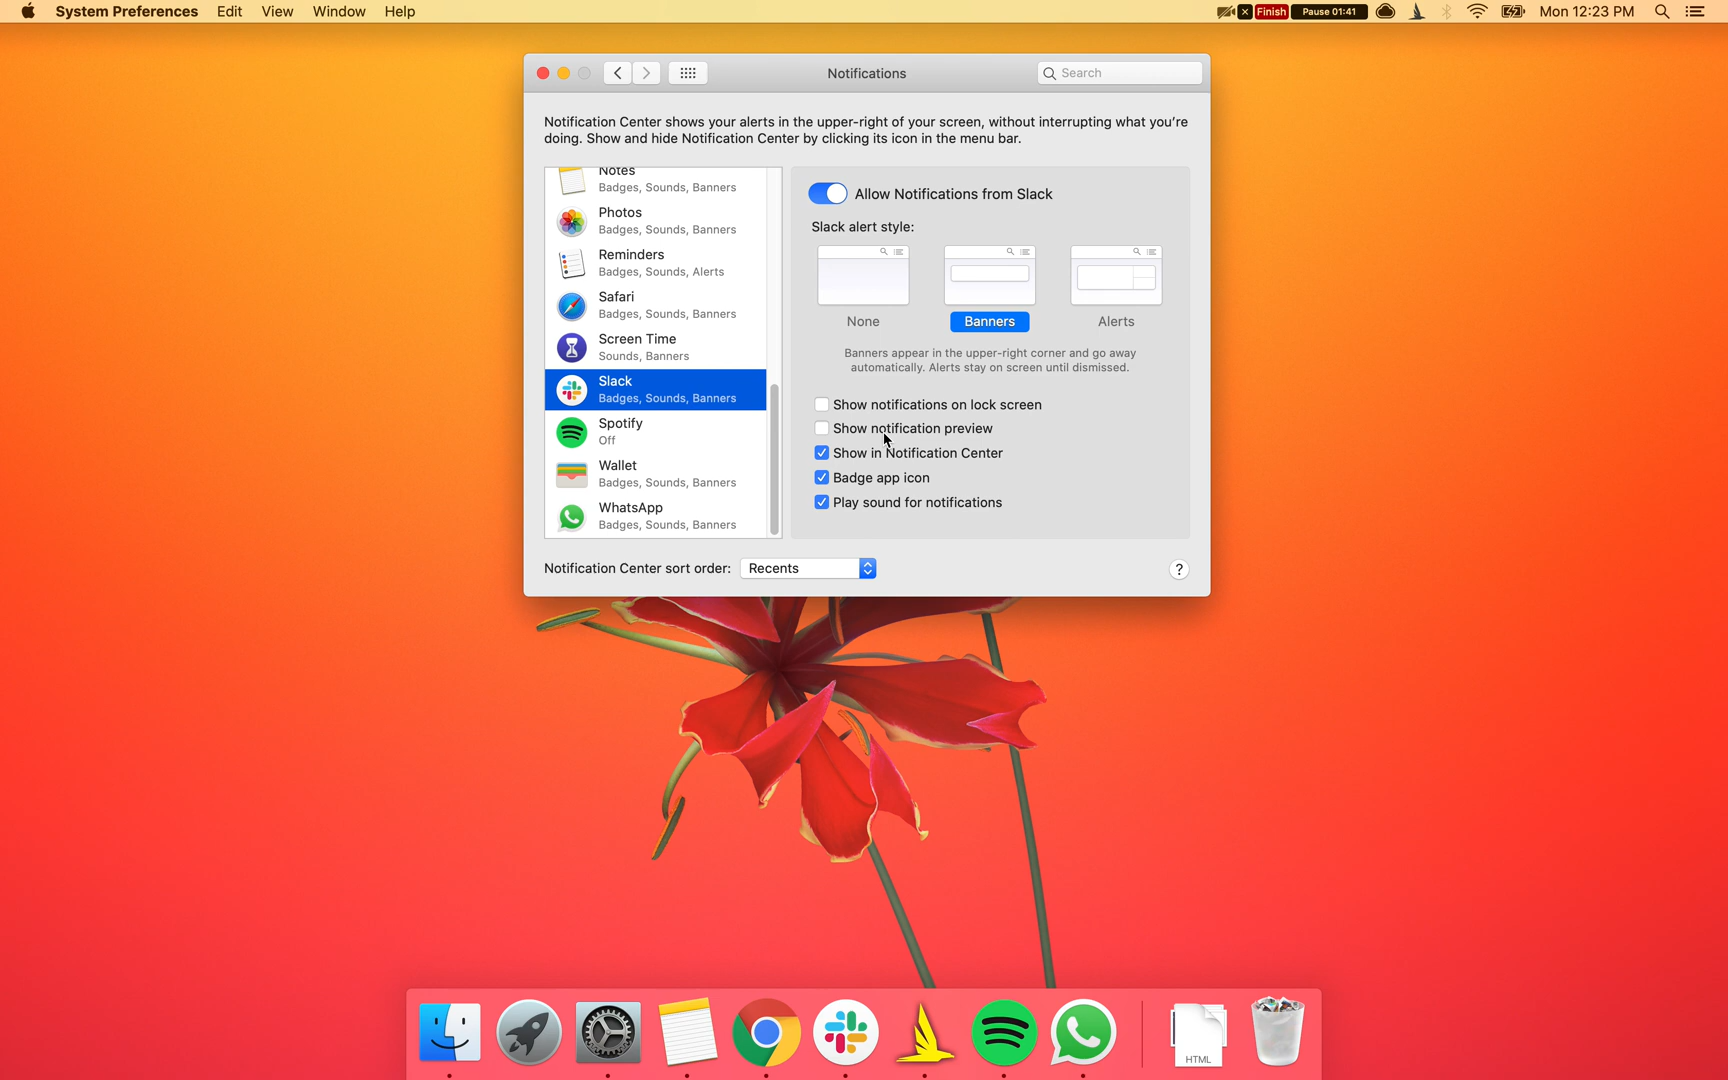 System Preferences Edit View Window Help Finish Pause 01:41 Mon 12:23 PM
Notifications
Search
Notification Center shows your alerts in the upper-right of your screen, without interrupting what you're
doing. Show and hide Notification Center by clicking its icon in the menu bar.
Notes
Badges, Sounds, Banners
Photos
Badges, Sounds, Banners
Reminders
Badges, Sounds, Alerts
Safari
Badges, Sounds, Banners
Screen Time
Sounds, Banners
Slack
Badges, Sounds, Banners
Spotify
Off
Wallet
Badges, Sounds, Banners
WhatsApp
Badges, Sounds, Banners
Allow Notifications from Slack
Slack alert style:
None Banners Alerts
Banners appear in the upper-right corner and go away
automatically. Alerts stay on screen until dismissed.
Show notifications on lock screen
Show notification preview
Show in Notification Center
Badge app icon
Play sound for notifications
Notification Center sort order: Recents
?
HTML